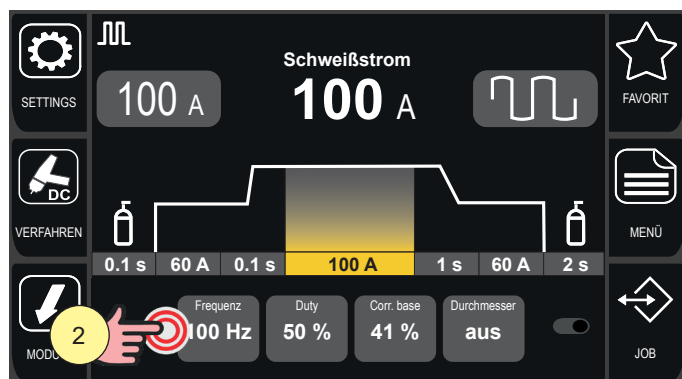 SETTINGS
Schweißstrom
100 A
100 A
FAVORIT
DC
VERFAHREN
MENÜ
0.1 s 60 A 0.1 s 100 A 1 s 60 A 2 s
Frequenz Duty Corr. base Durchmesser
100 Hz 50 % 41 % aus
2
JOB